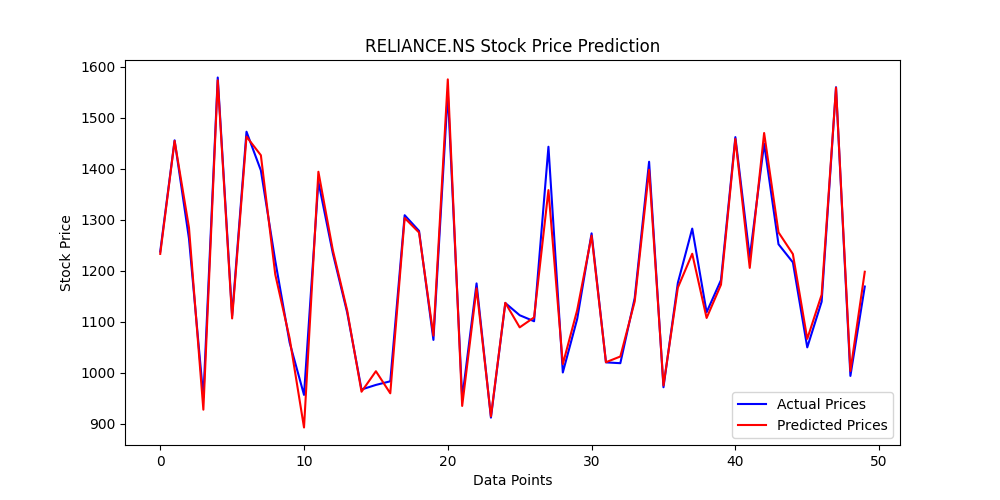 RELIANCE.NS Stock Price Prediction
1600
1500
1400
1300
1200
1100
1000
900
Stock Price
0
10
20
30
40
50
Data Points
Actual Prices
Predicted Prices